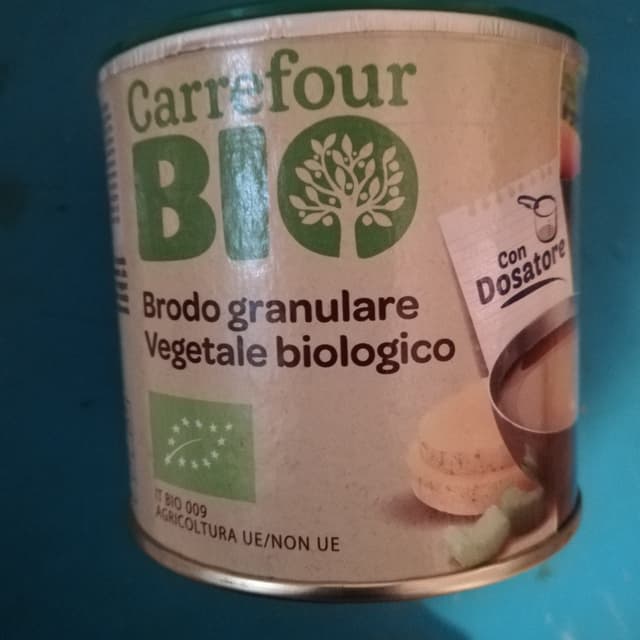 Carrefour
BIO
Con
Dosatore
Brodo granulare
Vegetale biologico
IT BIO 009
AGRICOLTURA UE/NON UE